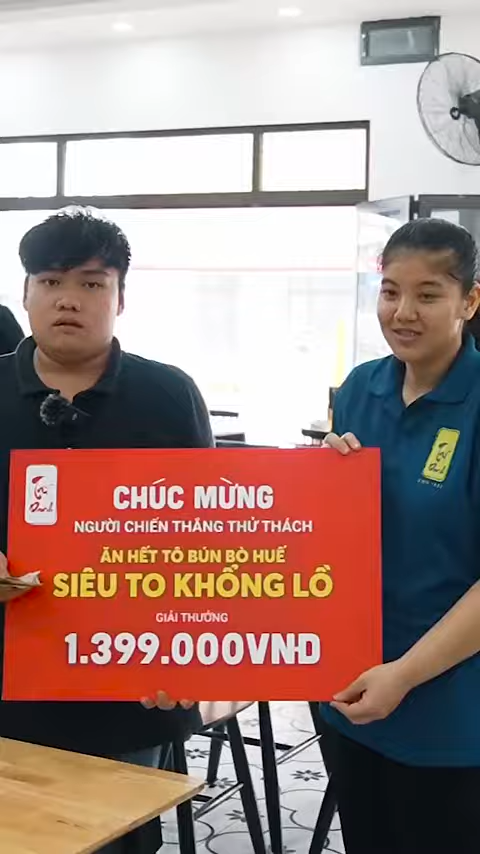 CHÚC MỪNG
NGƯỜI CHIẾN THẮNG THỬ THÁCH
ĂN HẾT TÔ BÚN BÒ HUẾ
SIÊU TO KHỔNG LỒ
GIẢI THƯỞNG
1.399.000VNĐ